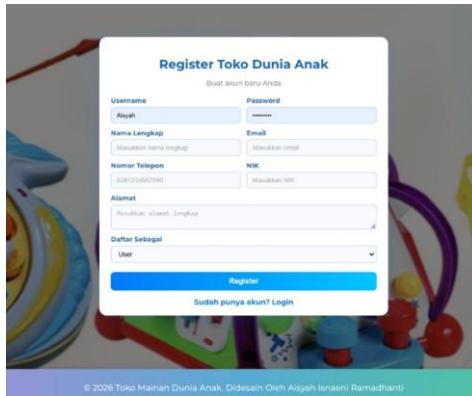 Register Toko Dunia Anak
Buat akun baru Anda
Username Password
Aisyah ••••••••
Nama Lengkap Email
Masukkan nama lengkap Masukkan email
Nomor Telepon NIK
6281234567890 Masukkan NIK
Alamat
Masukkan alamat lengkap
Daftar Sebagai
User
Register
Sudah punya akun? Login
© 2026 Toko Mainan Dunia Anak. Didesain Oleh Aisyah Isnaeni Ramadhanti